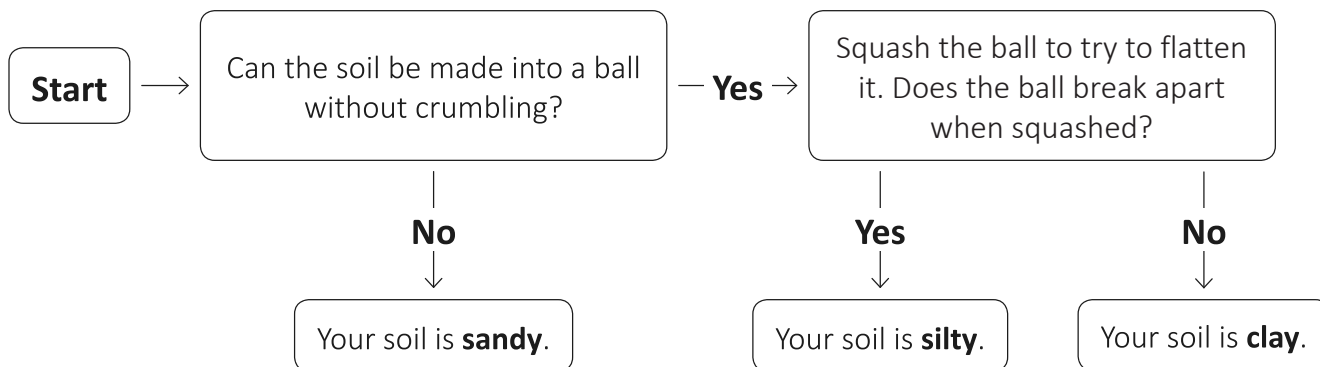 Start
Can the soil be made into a ball
without crumbling?
Yes
Squash the ball to try to flatten
it. Does the ball break apart
when squashed?
No
Yes
No
Your soil is sandy.
Your soil is silty.
Your soil is clay.